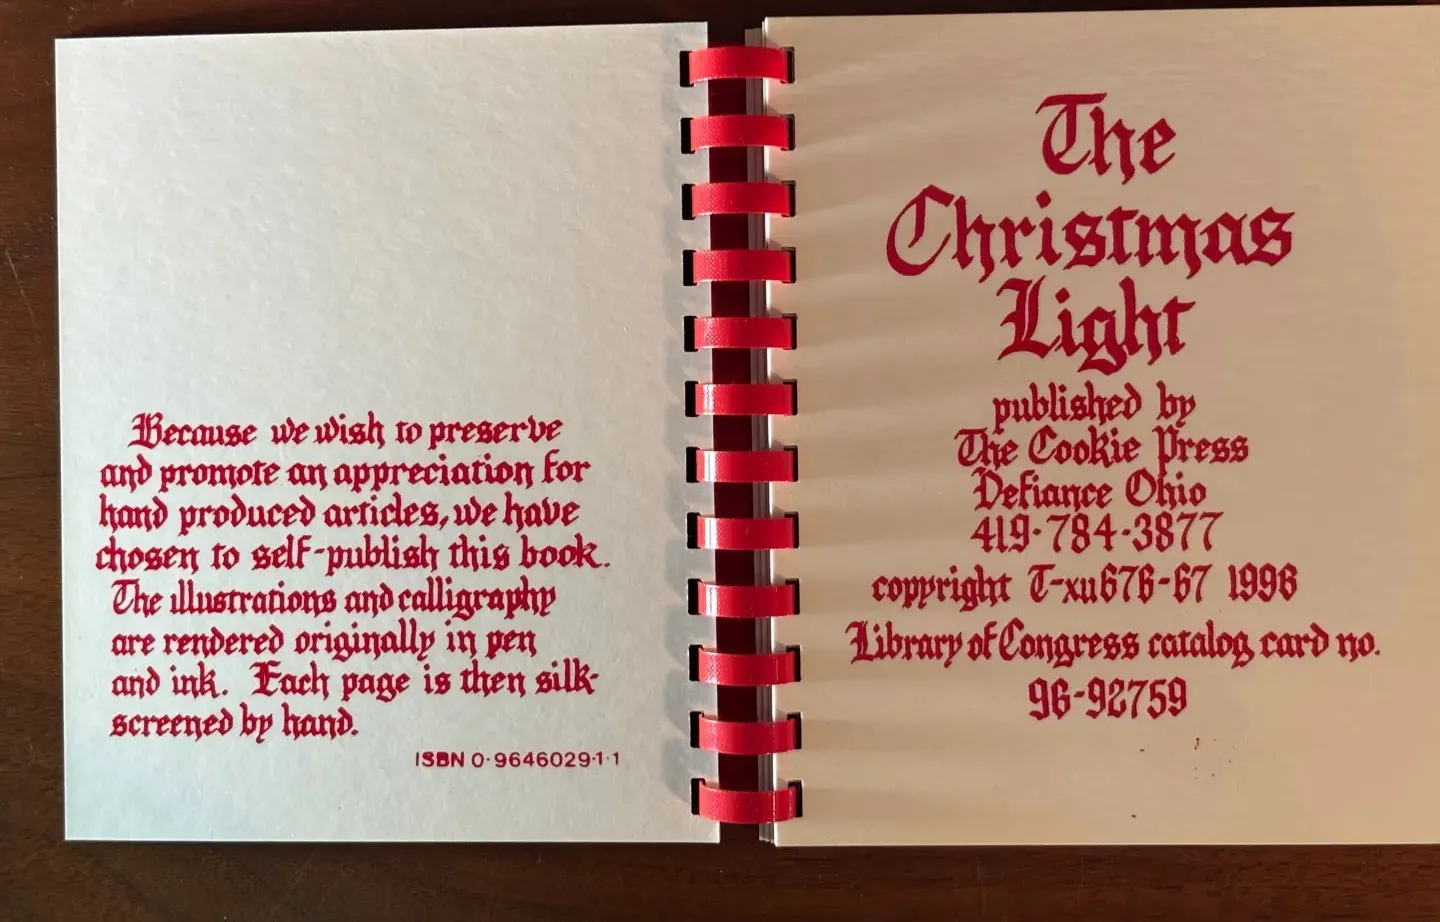 Because we wish to preserve
and promote an appreciation for
hand produced articles, we have
chosen to self-publish this book.
The illustrations and calligraphy
are rendered originally in pen
and ink. Each page is then silk-
screened by hand.
ISBN 0·9646029·1·1
The
Christmas
Light
published by
The Cookie Press
Defiance Ohio
419·784-3877
copyright T-xu676-67 1996
Library of Congress catalog card no.
96-92759